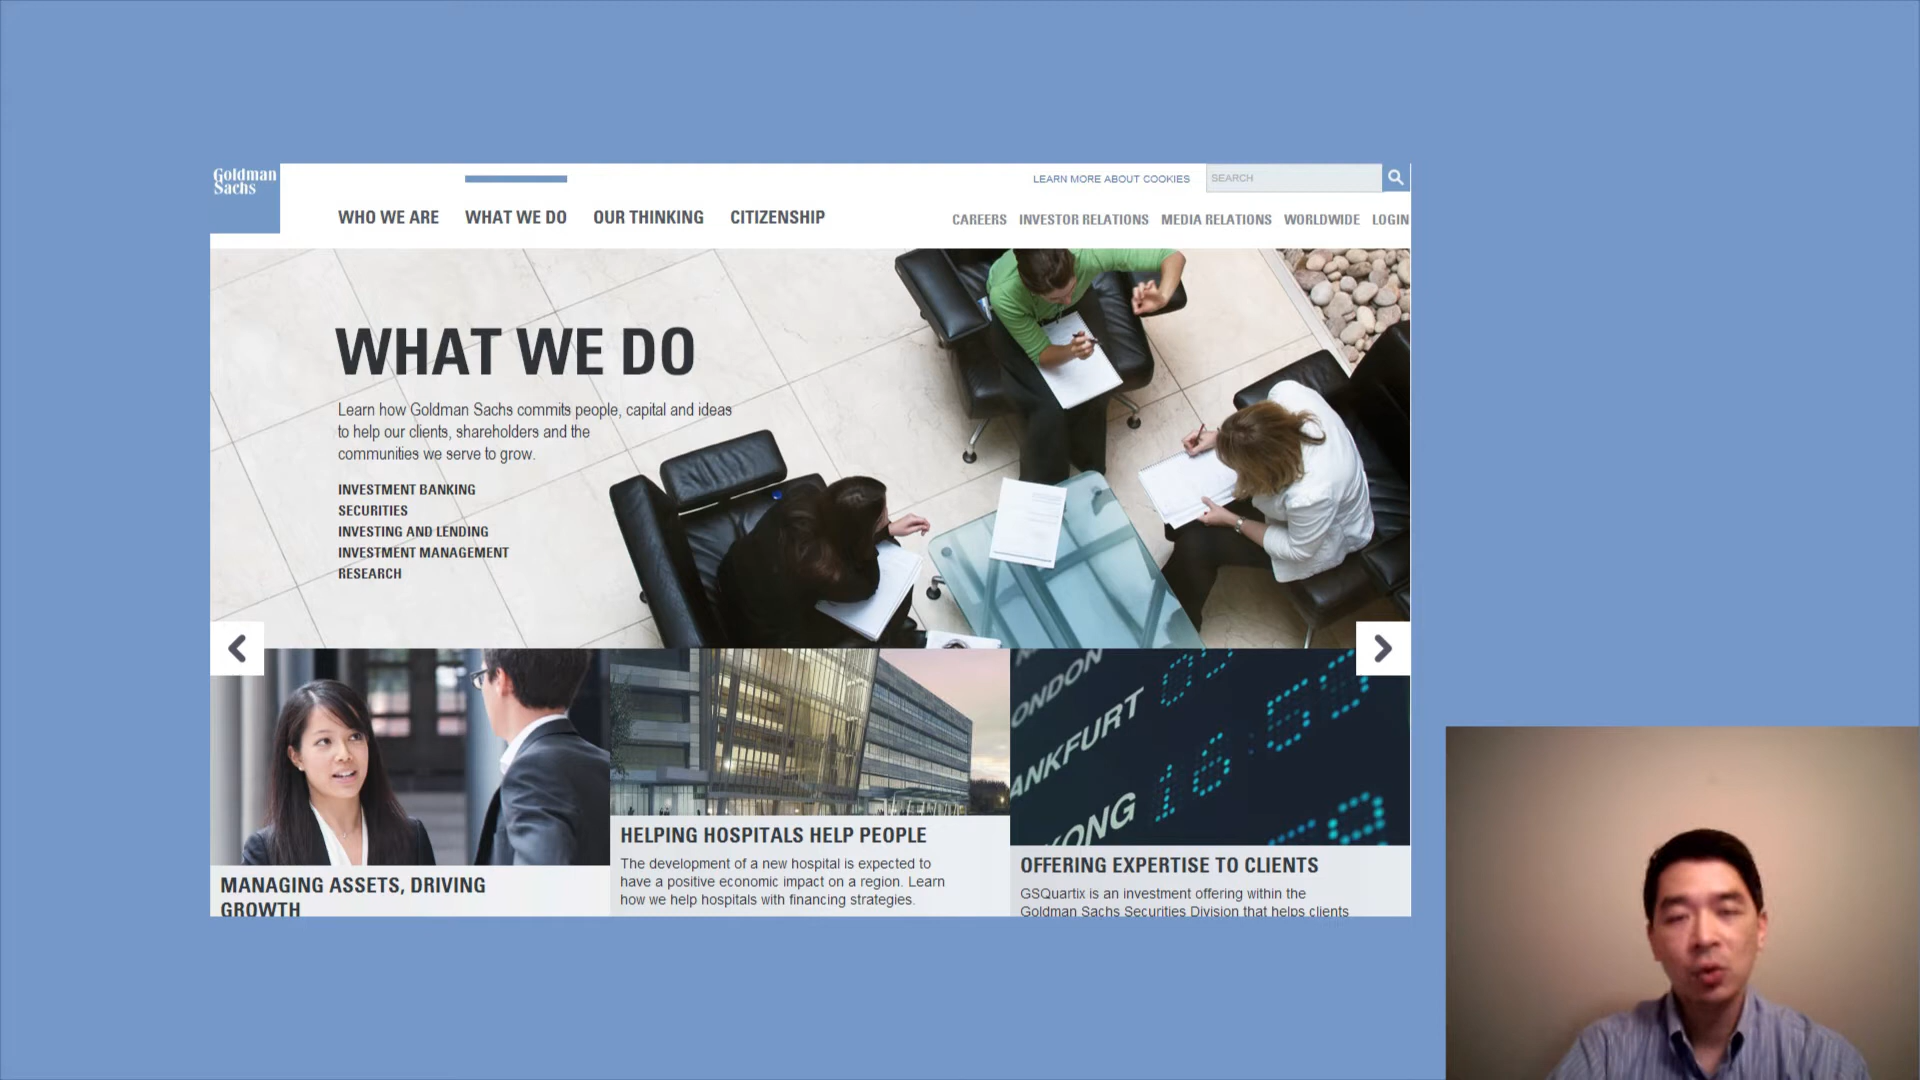 Goldman
Sachs
LEARN MORE ABOUT COOKIES
SEARCH
WHO WE ARE WHAT WE DO OUR THINKING CITIZENSHIP
CAREERS INVESTOR RELATIONS MEDIA RELATIONS WORLDWIDE LOGIN
WHAT WE DO
Learn how Goldman Sachs commits people, capital and ideas
to help our clients, shareholders and the
communities we serve to grow.
INVESTMENT BANKING
SECURITIES
INVESTING AND LENDING
INVESTMENT MANAGEMENT
RESEARCH
MANAGING ASSETS, DRIVING
GROWTH
HELPING HOSPITALS HELP PEOPLE
The development of a new hospital is expected to
have a positive economic impact on a region. Learn
how we help hospitals with financing strategies.
ONDON
ANKFURT
KONG 16:
OFFERING EXPERTISE TO CLIENTS
GSQuartix is an investment offering within the
Goldman Sachs Securities Division that helps clients